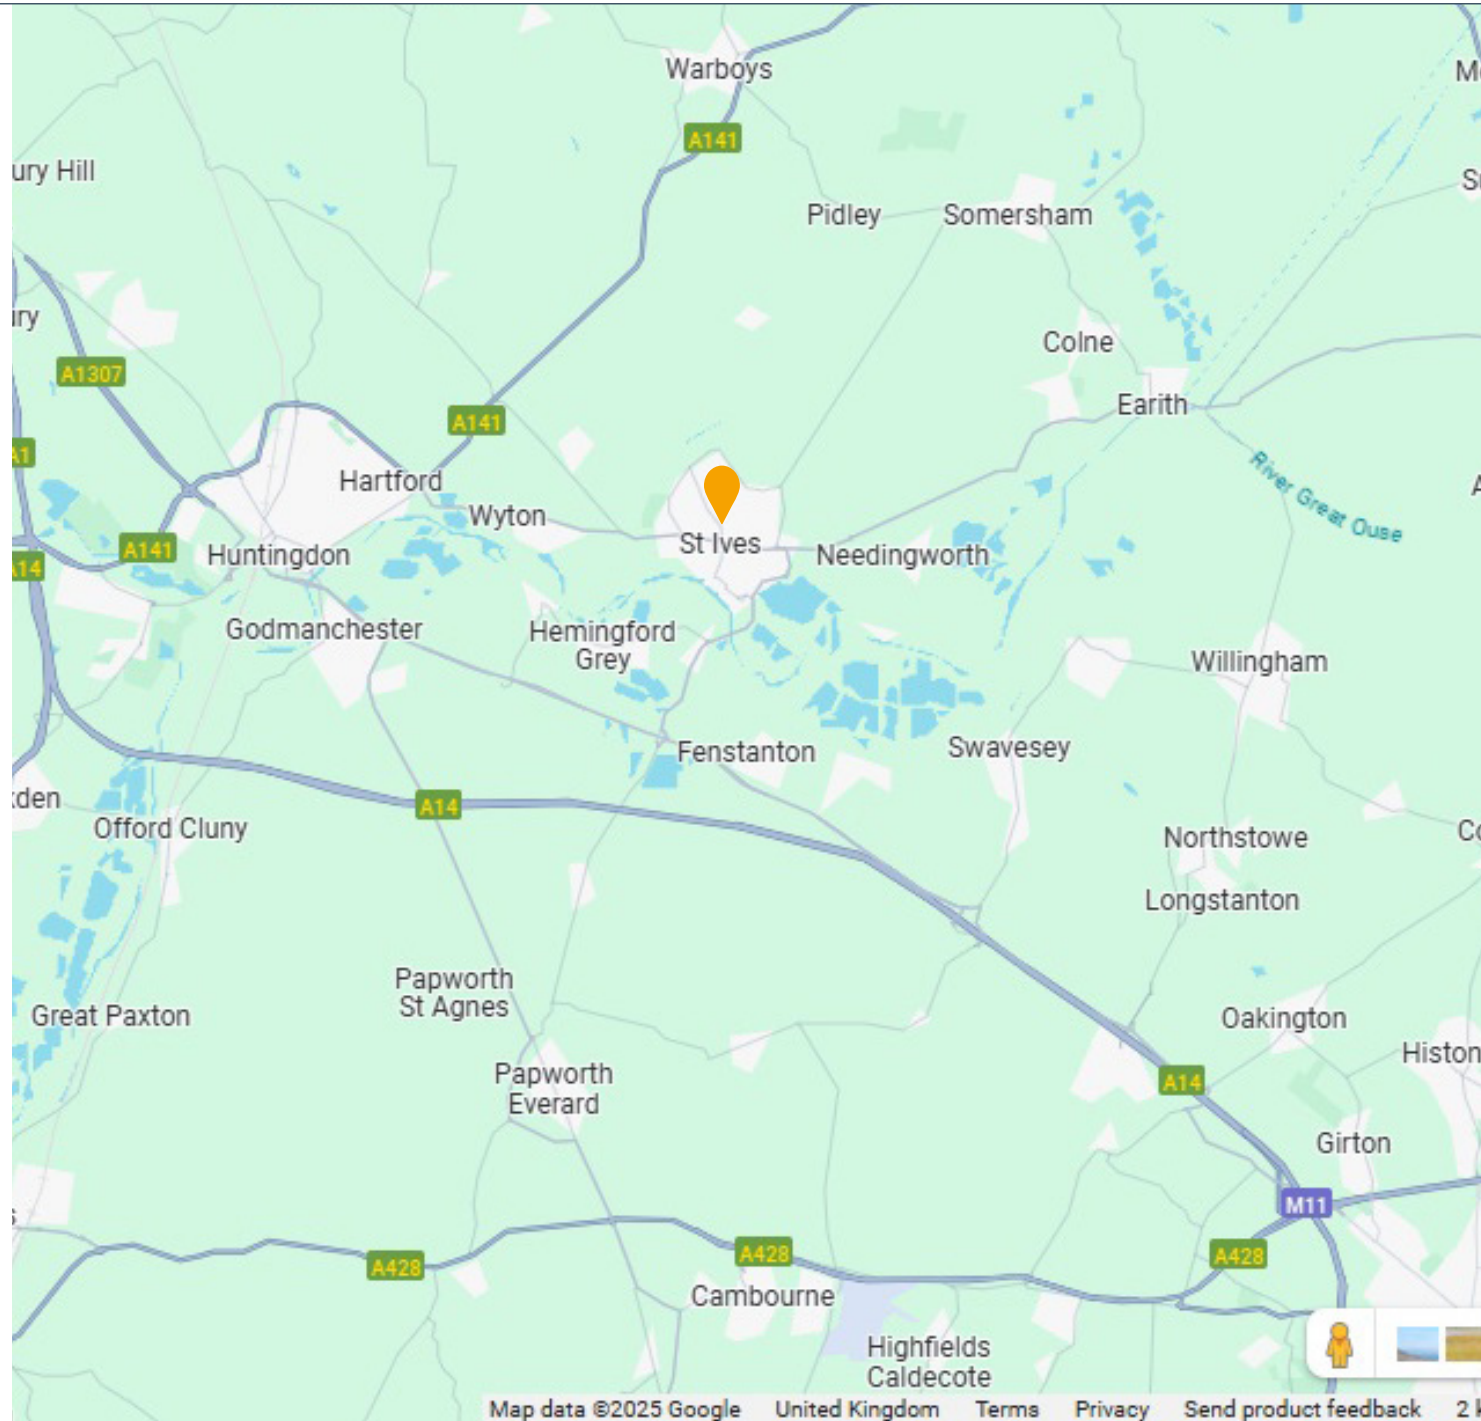 Warboys
A141
ury Hill
Pidley
Somersham
ury
Colne
A1307
Earith
A141
A1
Hartford
River Great Ouse
Wyton
St Ives
A141
Huntingdon
Needingworth
A14
Godmanchester
Hemingford
Grey
Willingham
Fenstanton
Swavesey
den
A14
Offord Cluny
Northstowe
Longstanton
Papworth
St Agnes
Great Paxton
Oakington
Histon
Papworth
Everard
A14
Girton
M11
A428
A428
A428
Cambourne
Highfields
Caldecote
Map data ©2025 Google United Kingdom Terms Privacy Send product feedback 2